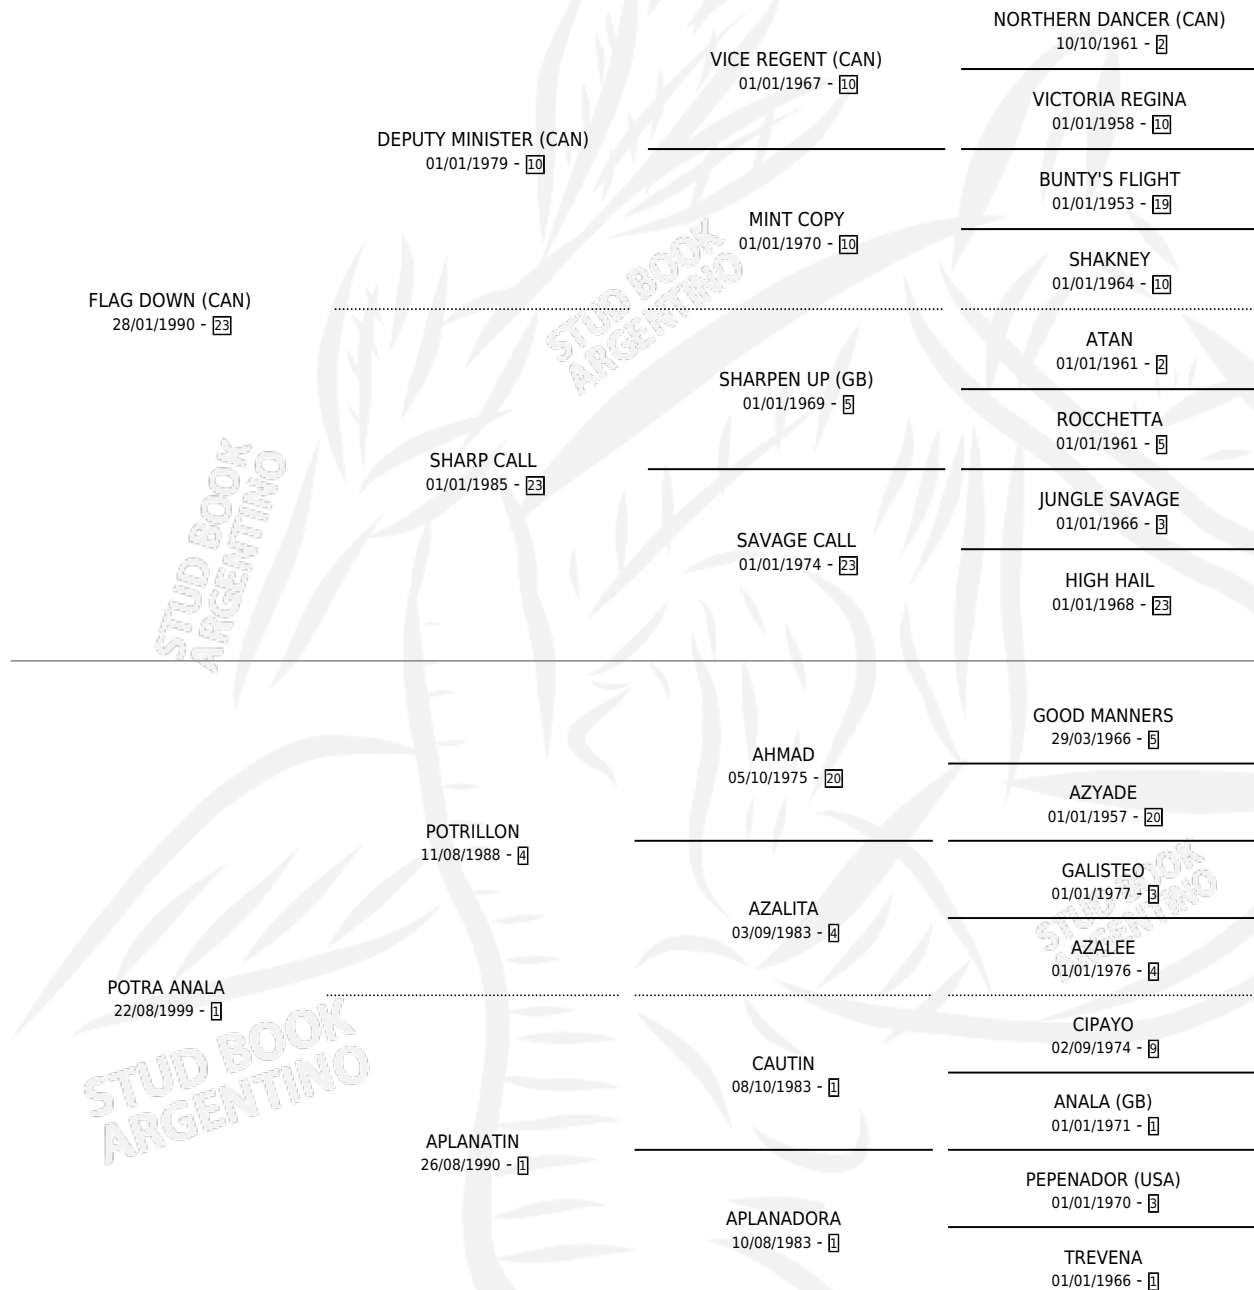 NORTHERN DANCER (CAN)
10/10/1961 - 2
VICE REGENT (CAN)
01/01/1967 - 10
VICTORIA REGINA
01/01/1958 - 10
DEPUTY MINISTER (CAN)
01/01/1979 - 10
BUNTY'S FLIGHT
01/01/1953 - 19
MINT COPY
01/01/1970 - 10
SHAKNEY
01/01/1964 - 10
FLAG DOWN (CAN)
28/01/1990 - 23
ATAN
01/01/1961 - 2
SHARPEN UP (GB)
01/01/1969 - 5
ROCCHETTA
01/01/1961 - 5
SHARP CALL
01/01/1985 - 23
JUNGLE SAVAGE
01/01/1966 - 3
SAVAGE CALL
01/01/1974 - 23
HIGH HAIL
01/01/1968 - 23
GOOD MANNERS
29/03/1966 - 5
AHMAD
05/10/1975 - 20
AZYADE
01/01/1957 - 20
POTRILLON
11/08/1988 - 4
GALISTEO
01/01/1977 - 3
AZALITA
03/09/1983 - 4
AZALEE
01/01/1976 - 4
POTRA ANALA
22/08/1999 - 1
CIPAYO
02/09/1974 - 9
CAUTIN
08/10/1983 - 1
ANALA (GB)
01/01/1971 - 1
APLANATIN
26/08/1990 - 1
PEPENADOR (USA)
01/01/1970 - 3
APLANADORA
10/08/1983 - 1
TREVENA
01/01/1966 - 1
STUD BOOK
ARGENTINO
STUD BOOK
ARGENTINO
STUD BOOK
ARGENTINO
STUD BOOK
ARGENTINO